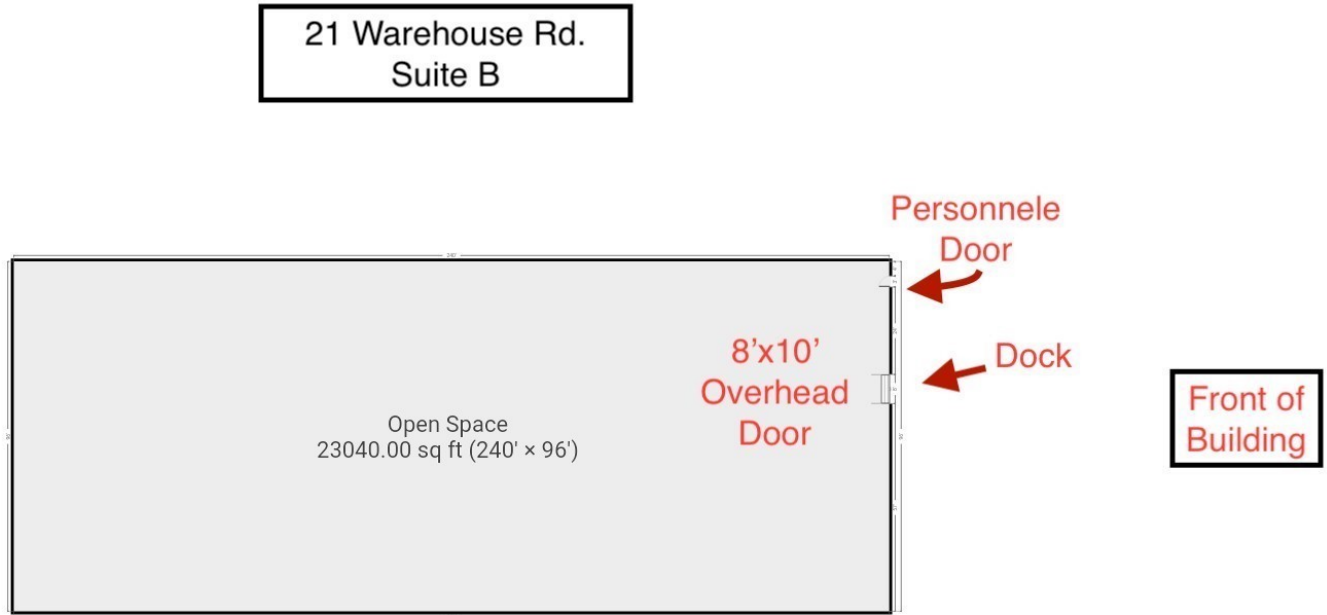 21 Warehouse Rd.
Suite B
Personnele
Door
240'
8'x10'
Overhead
Door
Dock
Front of
Building
Open Space
23040.00 sq ft (240' × 96')